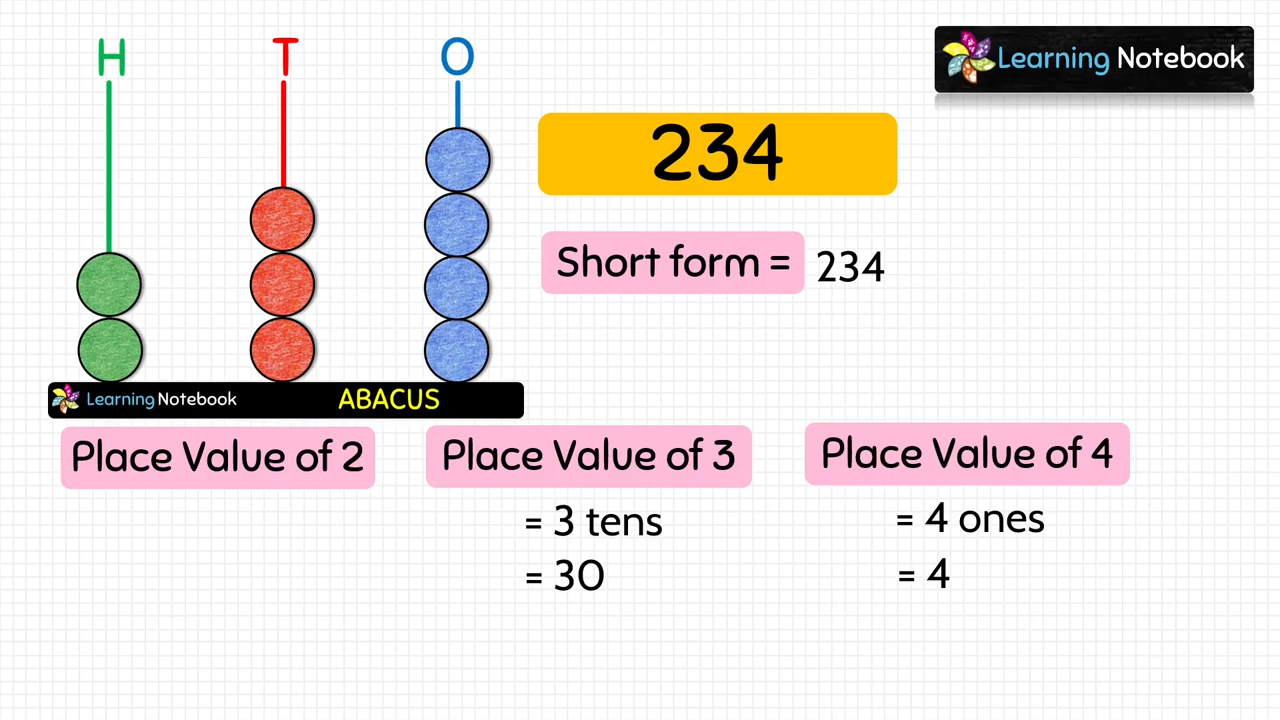 H T O
Learning Notebook
234
Short form = 234
Learning Notebook ABACUS
Place Value of 2
Place Value of 3
= 3 tens
= 30
Place Value of 4
= 4 ones
= 4